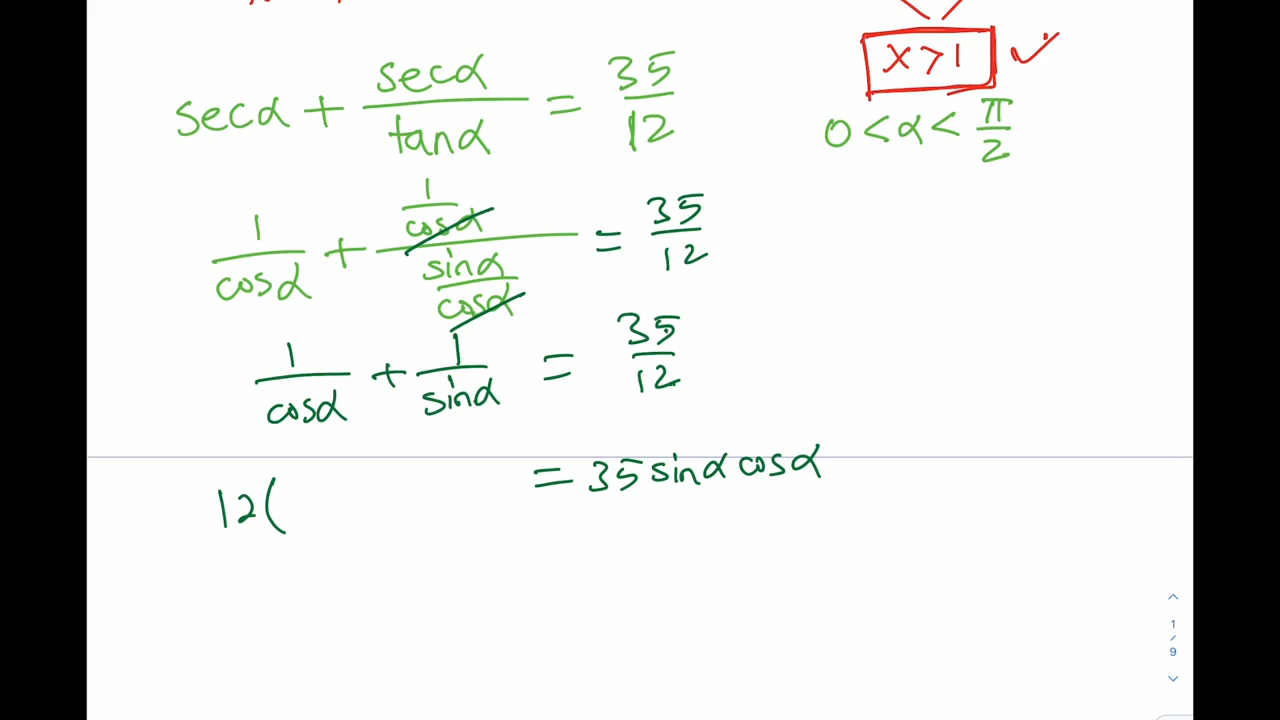 secα + secα/tanα = 35/12
x > 1 ✓
0 < α < π/2
1/cosα + (1/cosα)/(sinα/cosα) = 35/12
1/cosα + 1/sinα = 35/12
12( = 35 sinα cosα
1
/
9